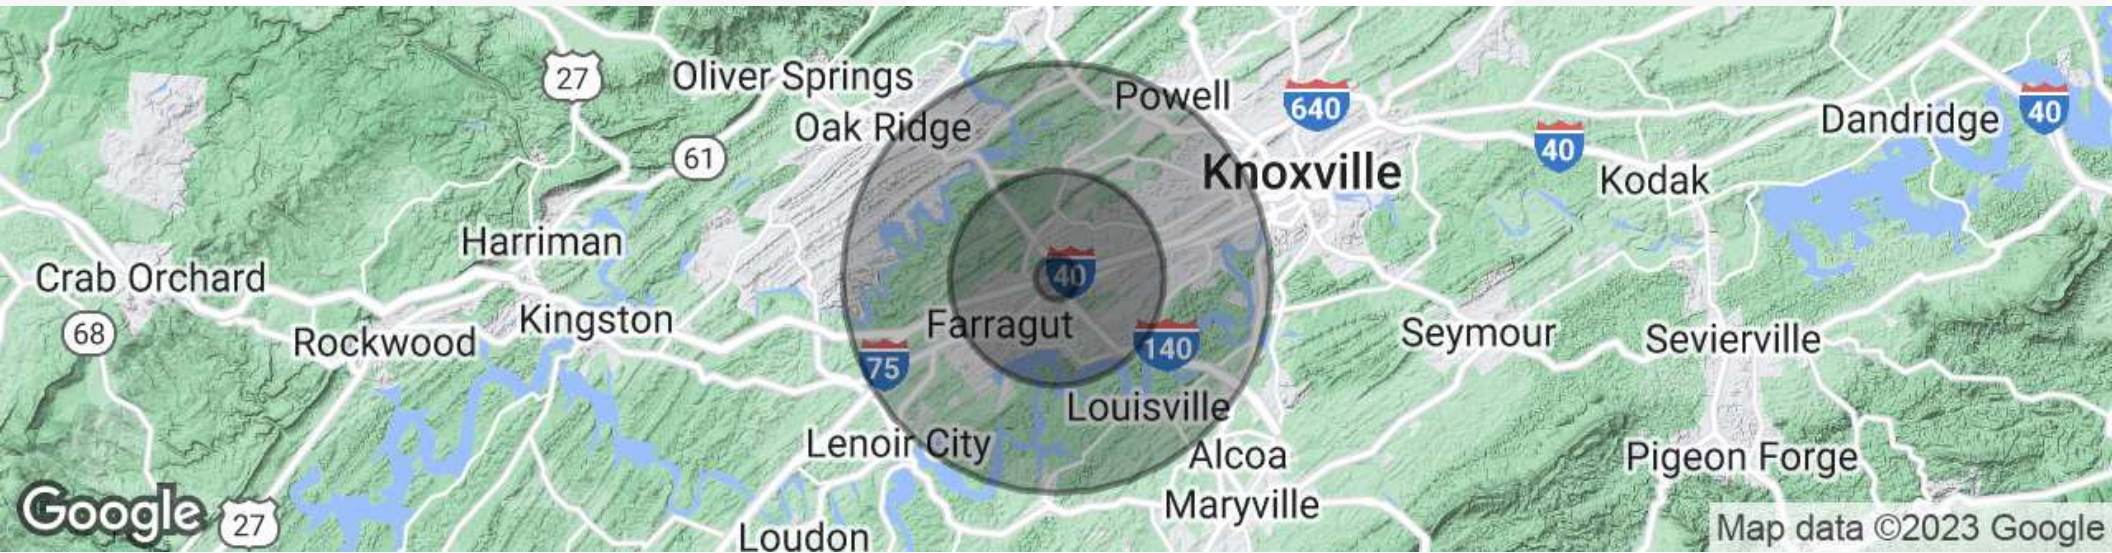 27
Oliver Springs
Powell
640
40
Dandridge
40
Oak Ridge
61
Knoxville
Kodak
Harriman
Crab Orchard
40
68
Rockwood
Kingston
Farragut
75
140
Seymour
Sevierville
Louisville
Lenoir City
Alcoa
Pigeon Forge
Google
27
Maryville
Loudon
Map data ©2023 Google